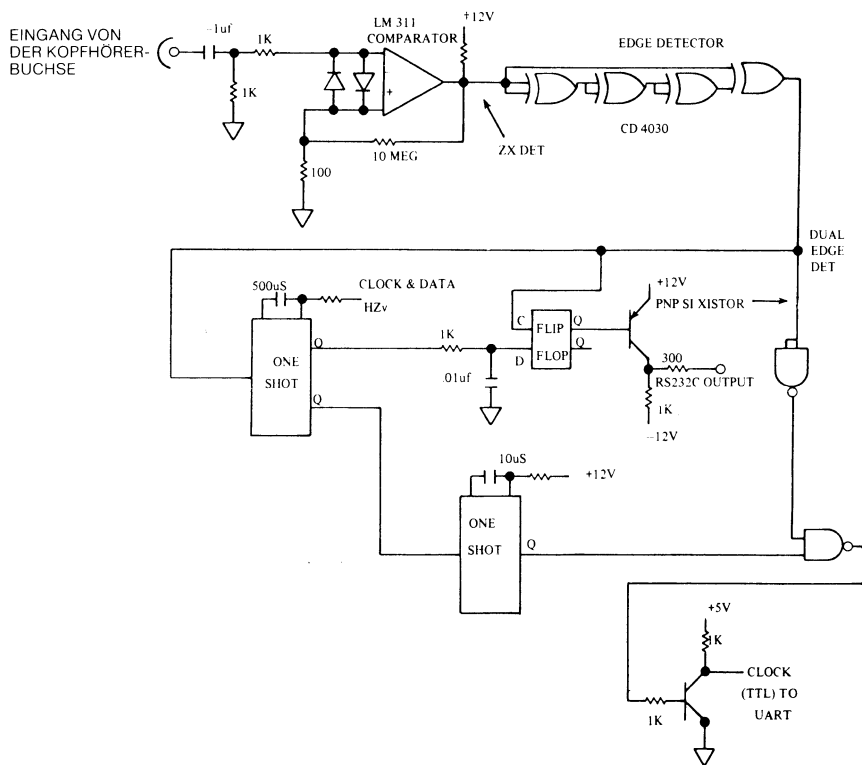 EINGANG VON
DER KOPFHÖRER-
BUCHSE
–1uf
1K
1K
LM 311
COMPARATOR
-
+
+12V
10 MEG
100
ZX DET
EDGE DETECTOR
CD 4030
DUAL
EDGE
DET
500uS
CLOCK & DATA
HZv
Q
ONE
SHOT
Q
1K
.01uf
C
D
FLIP
FLOP
Q
Q
+12V
PNP SI XISTOR
300
RS232C OUTPUT
1K
–12V
10uS
+12V
ONE
SHOT
Q
+5V
1K
CLOCK
(TTL) TO
UART
1K